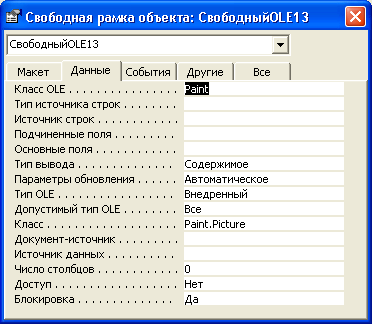 Свободная рамка объекта: СвободныйOLE13
СвободныйOLE13
Макет Данные События Другие Все
Класс OLE . . . . . . . . . . . . . . Paint
Тип источника строк . . . . . . .
Источник строк . . . . . . . . . .
Подчиненные поля . . . . . . . .
Основные поля . . . . . . . . . .
Тип вывода . . . . . . . . . . . . . Содержимое
Параметры обновления . . . . . Автоматическое
Тип OLE . . . . . . . . . . . . . . . Внедренный
Допустимый тип OLE . . . . . . . Все
Класс . . . . . . . . . . . . . . . . . Paint.Picture
Документ-источник . . . . . . . .
Источник данных . . . . . . . . . .
Число столбцов . . . . . . . . . . . 0
Доступ . . . . . . . . . . . . . . . . Нет
Блокировка . . . . . . . . . . . . . Да